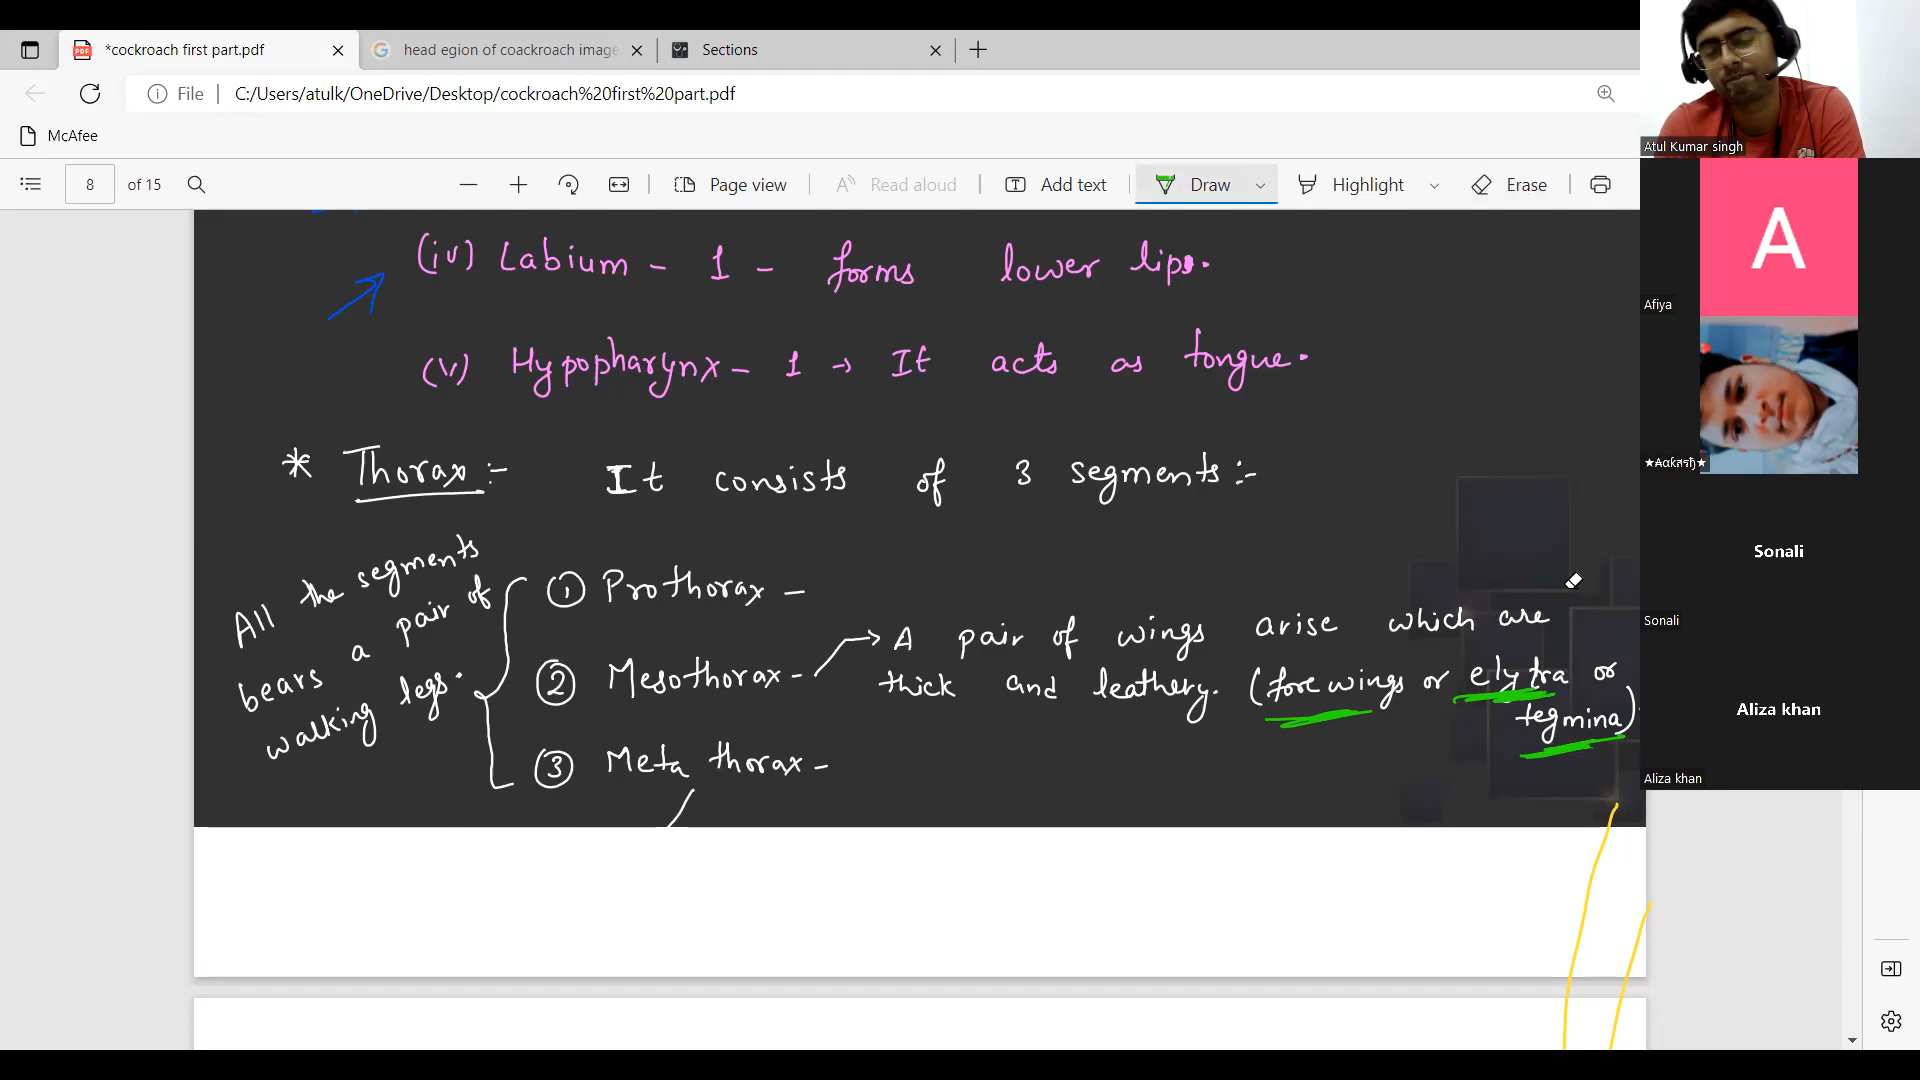 *cockroach first part.pdf
head egion of coackroach image
Sections
File
C:/Users/atulk/OneDrive/Desktop/cockroach%20first%20part.pdf
McAfee
8 of 15
Page view
Read aloud
Add text
Draw
Highlight
Erase
(iv) Labium - 1 - forms lower lips.
(v) Hypopharynx - 1 → It acts as tongue.
* Thorax :- It consists of 3 segments :-
All the segments
bears a pair of
walking legs.
① Prothorax -
② Mesothorax -
→ A pair of wings arise which are
thick and leathery. (forewings or elytra or
tegmina)
③ Meta thorax -
Atul Kumar singh
A
Afiya
Sonali
Sonali
Aliza khan
Aliza khan